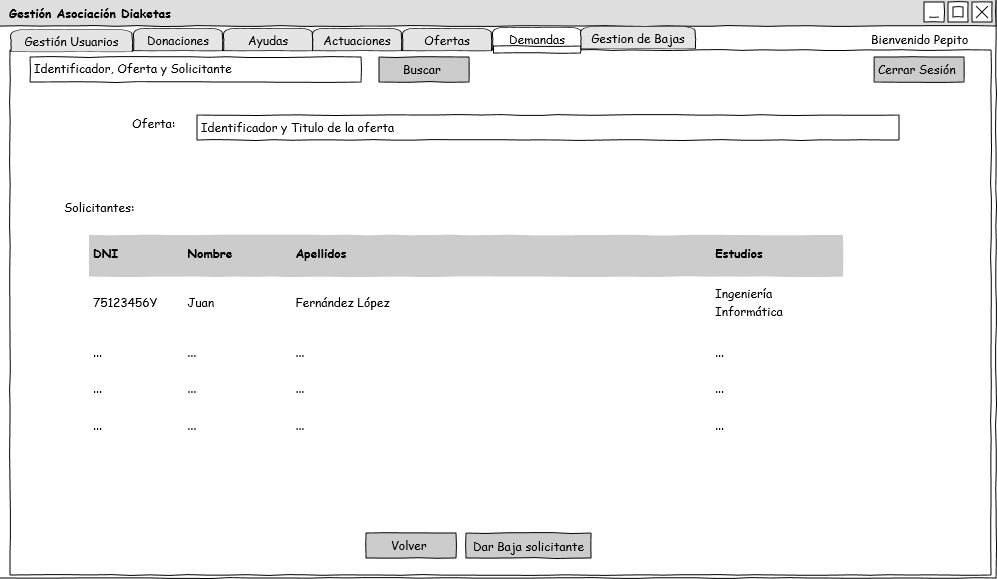 Gestión Asociación Diaketas
Gestión Usuarios Donaciones Ayudas Actuaciones Ofertas Demandas Gestion de Bajas Bienvenido Pepito
Identificador, Oferta y Solicitante Buscar Cerrar Sesión
Oferta: Identificador y Titulo de la oferta
Solicitantes:
DNI Nombre Apellidos Estudios
75123456Y Juan Fernández López Ingeniería
Informática
... ... ... ...
... ... ... ...
... ... ... ...
Volver Dar Baja solicitante